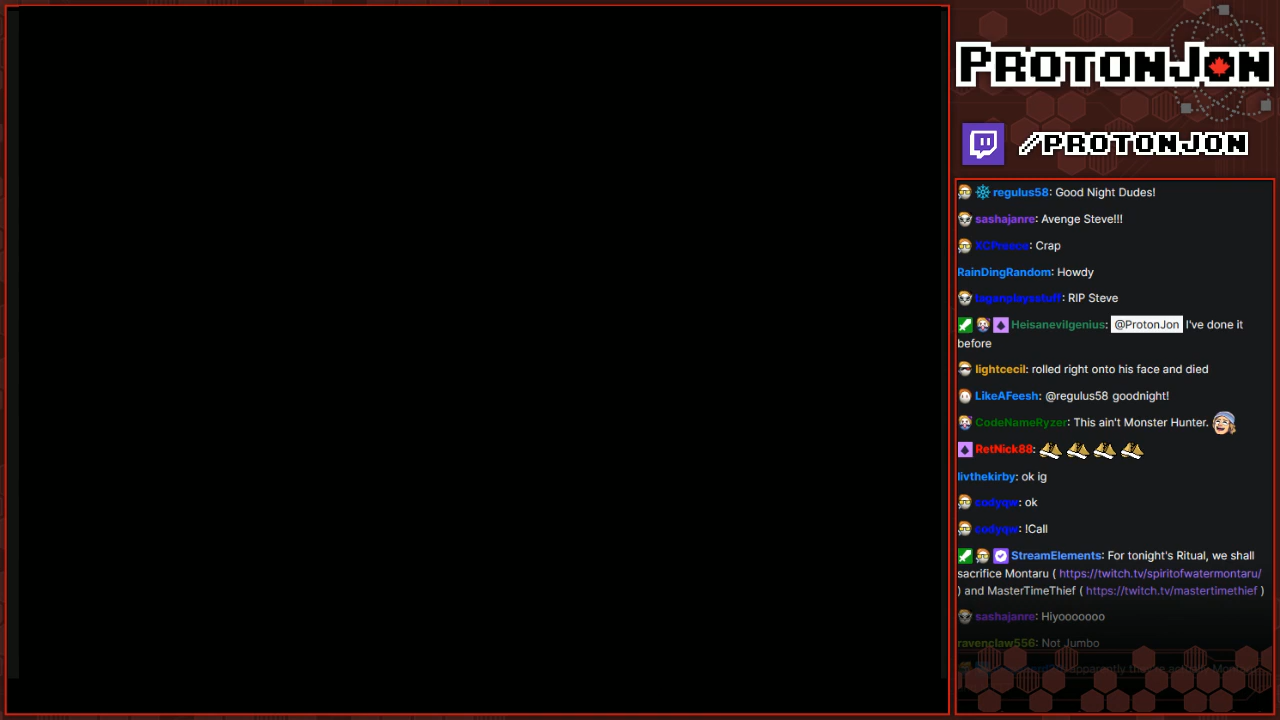 PROTONJON
/PROTONJON
regulus58: Good Night Dudes!
sashajanre: Avenge Steve!!!
XCPreece: Crap
RainDingRandom: Howdy
taganplaysstuff: RIP Steve
Heisanevilgenius: @ProtonJon I've done it
before
lightcecil: rolled right onto his face and died
LikeAFeesh: @regulus58 goodnight!
CodeNameRyzer: This ain't Monster Hunter.
RetNick88:
livthekirby: ok ig
codyqw: ok
codyqw: !Call
StreamElements: For tonight's Ritual, we shall
sacrifice Montaru ( https://twitch.tv/spiritofwatermontaru/
) and MasterTimeThief ( https://twitch.tv/mastertimethief )
sashajanre: Hiyooooooo
ravenclaw556: Not Jumbo